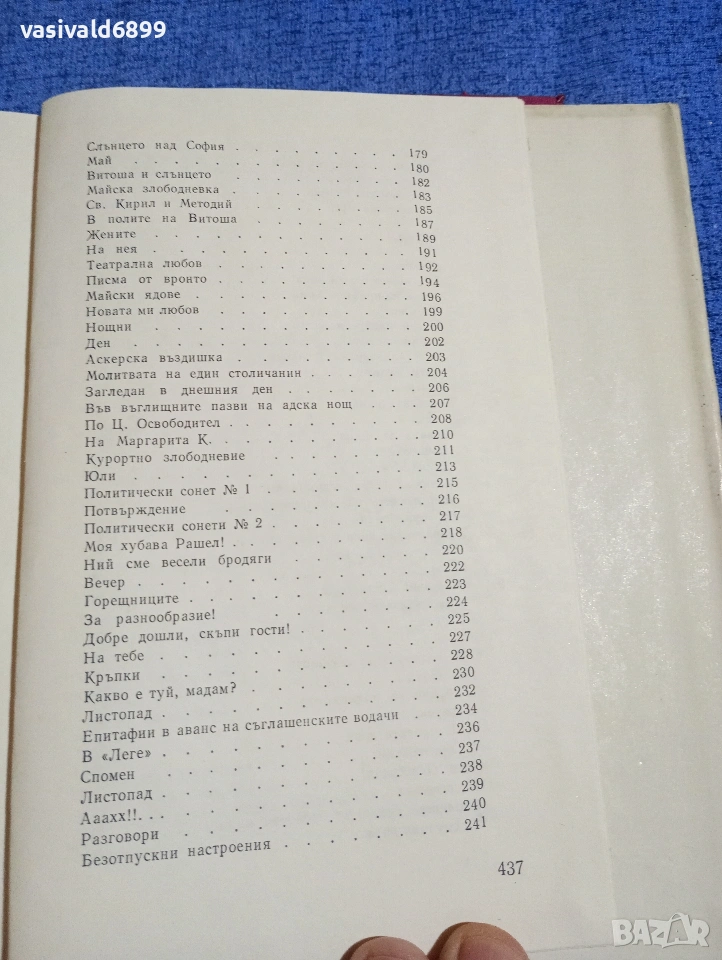 vasivald6899
Слънцето над София . . . . . . . . . 179
Май . . . . . . . . . . . . . 180
Витоша и слънцето . . . . . . . . . 182
Майска злободневка . . . . . . . . . 183
Св. Кирил и Методий . . . . . . . . 185
В полите на Витоша . . . . . . . . . 187
Жените . . . . . . . . . . . . 189
На нея . . . . . . . . . . . . 191
Театрална любов . . . . . . . . . . 192
Писма от вронто . . . . . . . . . . 194
Майски ядове . . . . . . . . . . . 196
Новата ми любов . . . . . . . . . . 199
Нощни . . . . . . . . . . . . 200
Ден . . . . . . . . . . . . . 202
Аскерска въздишка . . . . . . . . . 203
Молитвата на един столичанин . . . . . . 204
Загледан в днешния ден . . . . . . . 206
Във въглищните пазви на адска нощ . . . . 207
По Ц. Освободител . . . . . . . . . 208
На Маргарита К. . . . . . . . . . . 210
Курортно злободневие . . . . . . . . 211
Юли . . . . . . . . . . . . . 213
Политически сонет № 1 . . . . . . . . 215
Потвърждение . . . . . . . . . . 216
Политически сонети № 2 . . . . . . . . 217
Моя хубава Рашел! . . . . . . . . . 218
Ний сме весели бродяги . . . . . . . 220
Вечер . . . . . . . . . . . . 222
Горещниците . . . . . . . . . . . 223
За разнообразие! . . . . . . . . 224
Добре дошли, скъпи гости! . . . . . . . 225
На тебе . . . . . . . . . . . . 227
Кръпки . . . . . . . . . . . . 228
Какво е туй, мадам? . . . . . . . . . 230
Листопад . . . . . . . . . . . . 232
Епитафии в аванс на съглашенските водачи . . 234
В «Леге» . . . . . . . . . . . . 236
Спомен . . . . . . . . . . . 237
Листопад . . . . . . . . . . . . 238
Ааахх!!. . . . . . . . . . . . . 239
Разговори . . . . . . . . . . . 240
Безотпускни настроения . . . . . . . . 241
437
BAZAR